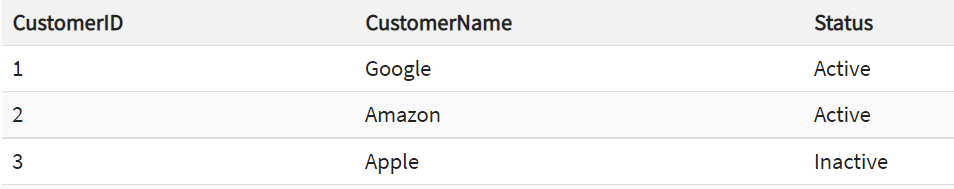 CustomerID CustomerName Status
1 Google Active
2 Amazon Active
3 Apple Inactive